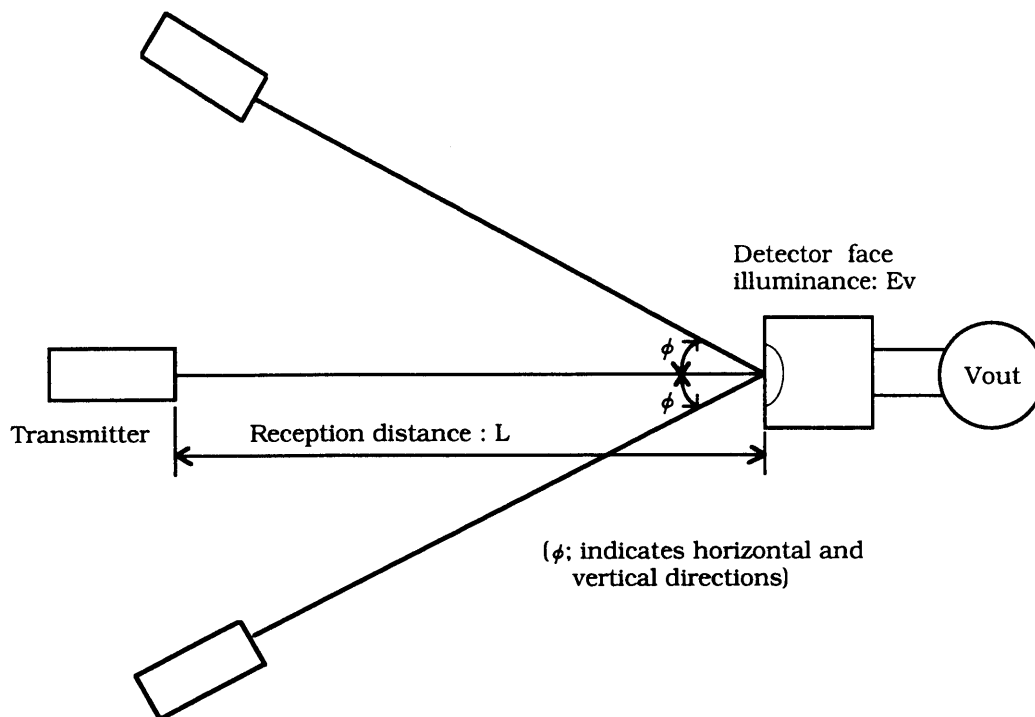 Detector face
illuminance: Ev
ϕ
Vout
ϕ
Transmitter
Reception distance : L
(ϕ; indicates horizontal and
vertical directions)